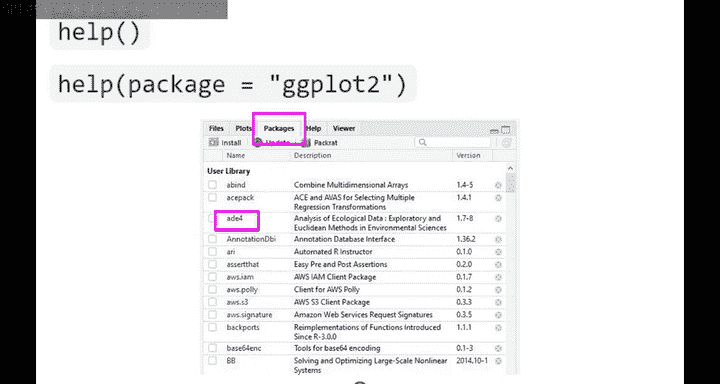 help()
help(package = "ggplot2")
Files Plots Packages Help Viewer
Install Update Packrat
Name Description Version
User Library
abind Combine Multidimensional Arrays 1.4-5
acepack ACE and AVAS for Selecting Multiple 1.4.1
Regression Transformations
ade4 Analysis of Ecological Data : Exploratory and 1.7-8
Euclidean Methods in Environmental Sciences
AnnotationDbi Annotation Database Interface 1.36.2
ari Automated R Instructor 0.1.0
assertthat Easy Pre and Post Assertions 0.2.0
aws.iam AWS IAM Client Package 0.1.7
aws.polly Client for AWS Polly 0.1.2
aws.s3 AWS S3 Client Package 0.3.3
aws.signature Amazon Web Services Request Signatures 0.3.5
backports Reimplementations of Functions Introduced 1.1.1
Since R-3.0.0
base64enc Tools for base64 encoding 0.1-3
BB Solving and Optimizing Large-Scale Nonlinear 2014.10-1
Systems